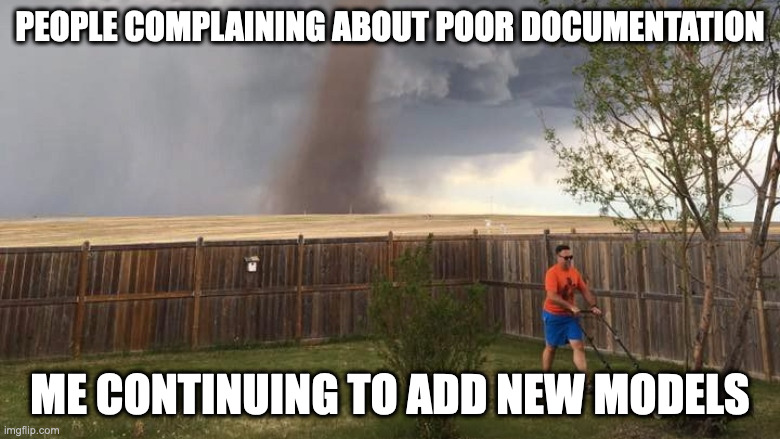 PEOPLE COMPLAINING ABOUT POOR DOCUMENTATION
ME CONTINUING TO ADD NEW MODELS
imgflip.com